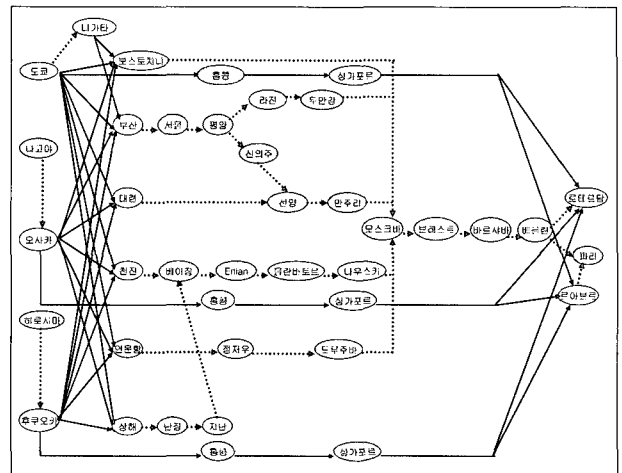 니가타
도쿄
보스토치니
홍콩
싱가포르
라진
두만강
부산
서울
평양
나고야
신의주
대련
선양
만주리
로테르담
오사카
모스크바
브레스트
바르샤바
베를린
파리
천진
베이징
Erlian
울란바토르
나우스키
르아브르
홍콩
싱가포르
히로시마
연운항
정저우
드루주바
후쿠오카
상해
난징
지난
홍콩
싱가포르